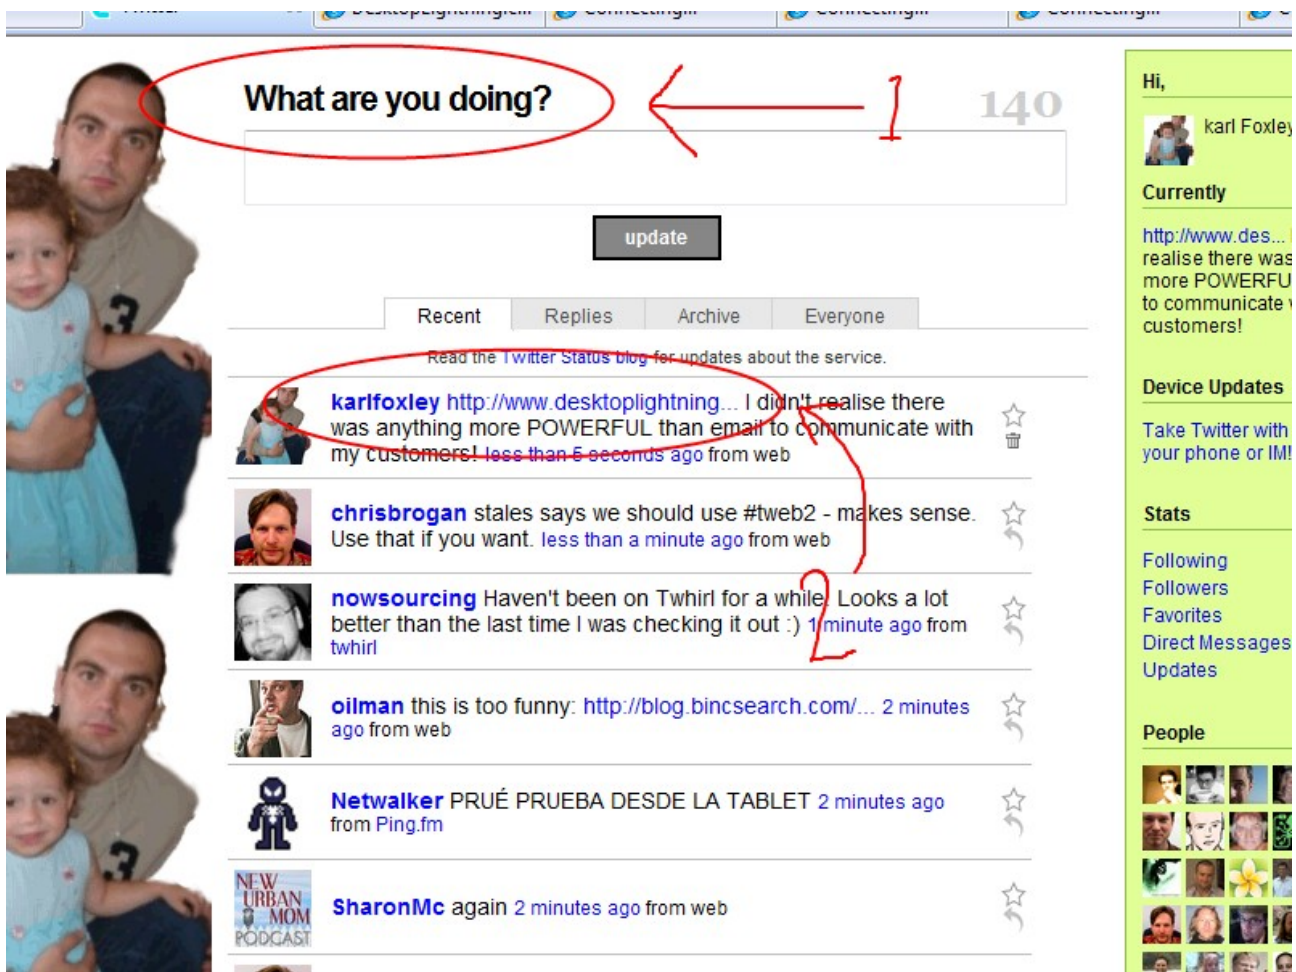 Connecting...
Connecting...
Connecting...
What are you doing?
1
140
update
Recent
Replies
Archive
Everyone
Read the Twitter Status blog for updates about the service.
karlfoxley http://www.desktoplightning... I didn't realise there
was anything more POWERFUL than email to communicate with
my customers! less than 5 seconds ago from web
chrisbrogan stales says we should use #tweb2 - makes sense.
Use that if you want. less than a minute ago from web
2
nowsourcing Haven't been on Twhirl for a while. Looks a lot
better than the last time I was checking it out :) 1 minute ago from
twhirl
oilman this is too funny: http://blog.bincsearch.com/... 2 minutes
ago from web
Netwalker PRUÉ PRUEBA DESDE LA TABLET 2 minutes ago
from Ping.fm
NEW
URBAN
MOM
PODCAST
SharonMc again 2 minutes ago from web
3
3
Hi,
karl Foxley
Currently
http://www.des...
realise there was
more POWERFU
to communicate
customers!
Device Updates
Take Twitter with
your phone or IM!
Stats
Following
Followers
Favorites
Direct Messages
Updates
People